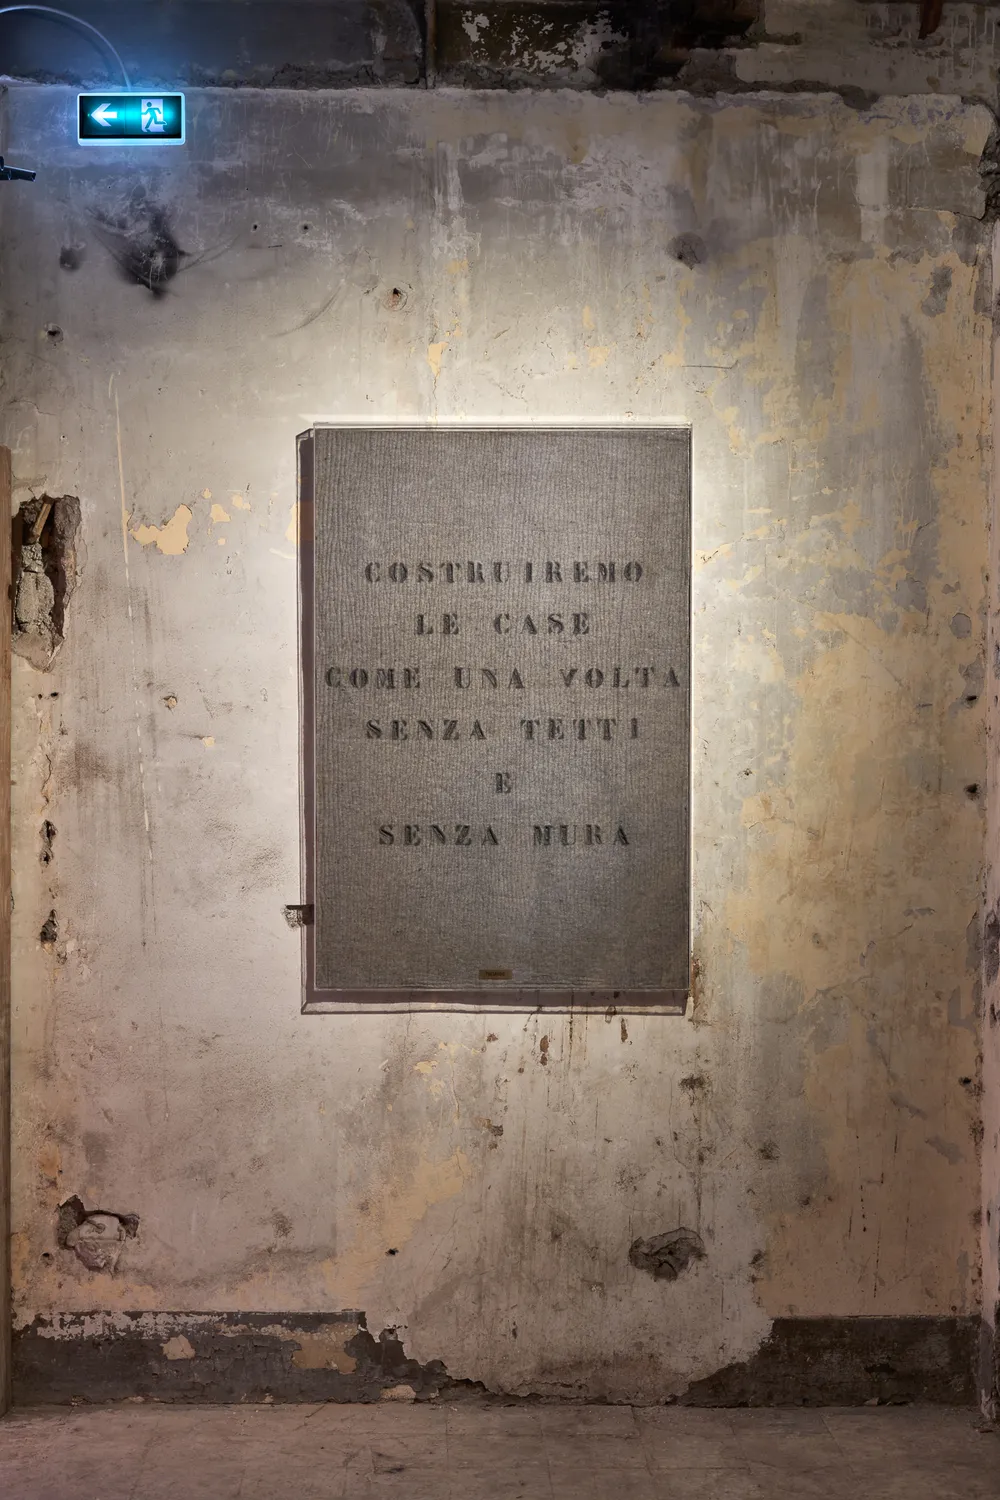 COSTRUIREMO
LE CASE
COME UNA VOLTA
SENZA TETTI
E
SENZA MURA